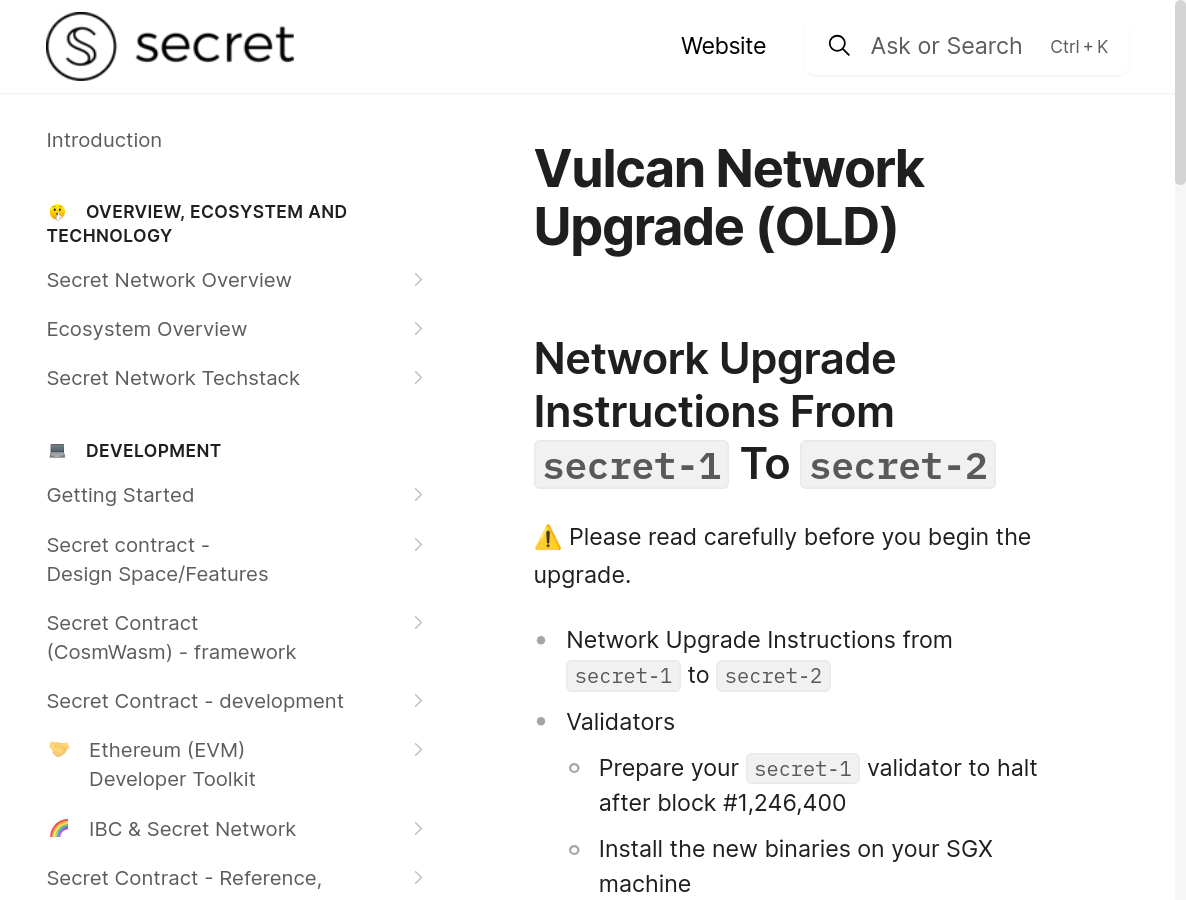 secret
Website
Ask or Search
Ctrl + K
Introduction
OVERVIEW, ECOSYSTEM AND
TECHNOLOGY
Secret Network Overview
Ecosystem Overview
Secret Network Techstack
DEVELOPMENT
Getting Started
Secret contract -
Design Space/Features
Secret Contract
(CosmWasm) - framework
Secret Contract - development
Ethereum (EVM)
Developer Toolkit
IBC & Secret Network
Secret Contract - Reference,
Vulcan Network
Upgrade (OLD)
Network Upgrade
Instructions From
secret-1 To secret-2
⚠️ Please read carefully before you begin the
upgrade.
Network Upgrade Instructions from
secret-1 to secret-2
Validators
Prepare your secret-1 validator to halt
after block #1,246,400
Install the new binaries on your SGX
machine